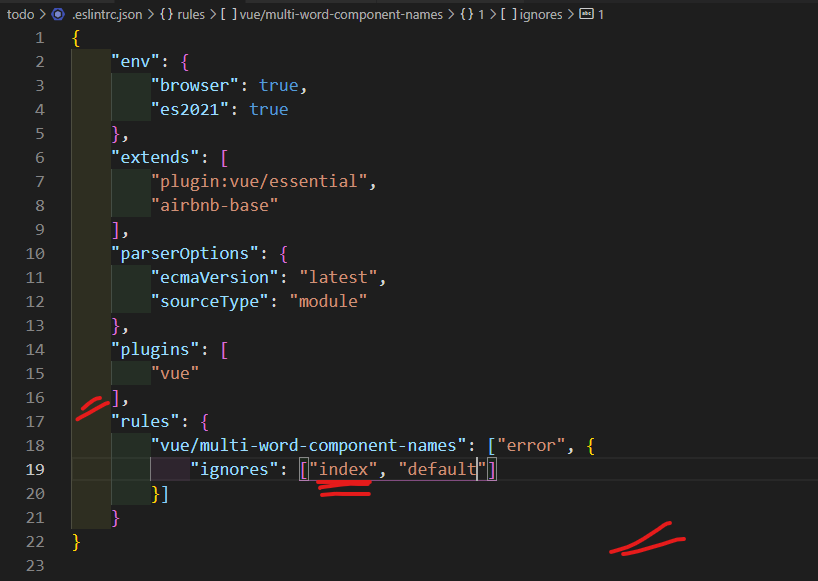 todo > .eslintrc.json > {} rules > [ ] vue/multi-word-component-names > {} 1 > [ ] ignores > abc 1
1 {
2     "env": {
3         "browser": true,
4         "es2021": true
5     },
6     "extends": [
7         "plugin:vue/essential",
8         "airbnb-base"
9     ],
10     "parserOptions": {
11         "ecmaVersion": "latest",
12         "sourceType": "module"
13     },
14     "plugins": [
15         "vue"
16     ],
17     "rules": {
18         "vue/multi-word-component-names": ["error", {
19             "ignores": ["index", "default"]
20         }]
21     }
22 }
23